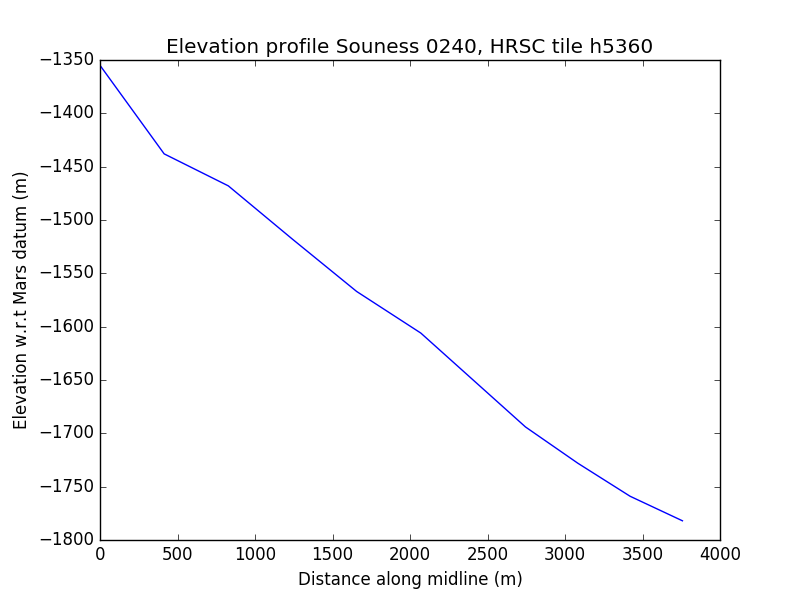 Elevation profile Souness 0240, HRSC tile h5360
−1350
−1400
−1450
−1500
−1550
−1600
−1650
−1700
−1750
−1800
Elevation w.r.t Mars datum (m)
0 500 1000 1500 2000 2500 3000 3500 4000
Distance along midline (m)